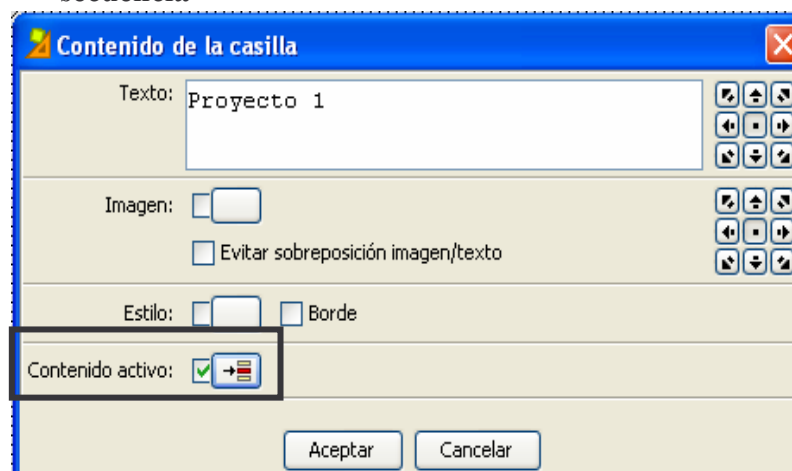 Contenido de la casilla
Texto: Proyecto 1
Imagen:
Evitar sobreposición imagen/texto
Estilo: Borde
Contenido activo:
Aceptar Cancelar